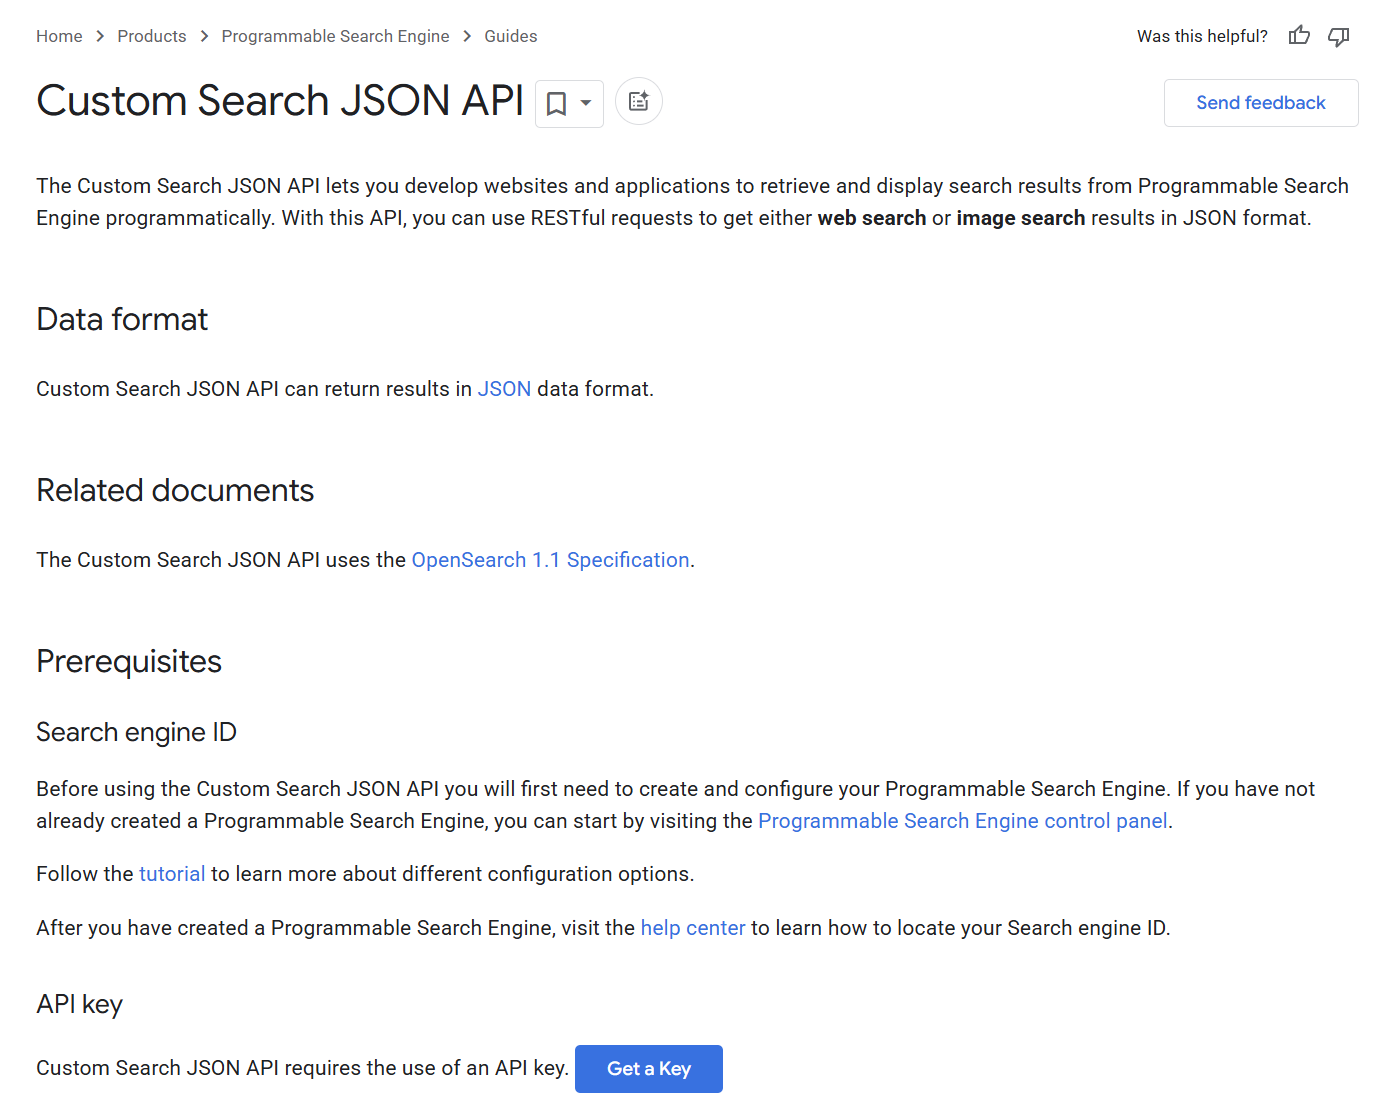 Home > Products > Programmable Search Engine > Guides
Was this helpful?
Custom Search JSON API
Send feedback
The Custom Search JSON API lets you develop websites and applications to retrieve and display search results from Programmable Search
Engine programmatically. With this API, you can use RESTful requests to get either web search or image search results in JSON format.
Data format
Custom Search JSON API can return results in JSON data format.
Related documents
The Custom Search JSON API uses the OpenSearch 1.1 Specification.
Prerequisites
Search engine ID
Before using the Custom Search JSON API you will first need to create and configure your Programmable Search Engine. If you have not
already created a Programmable Search Engine, you can start by visiting the Programmable Search Engine control panel.
Follow the tutorial to learn more about different configuration options.
After you have created a Programmable Search Engine, visit the help center to learn how to locate your Search engine ID.
API key
Custom Search JSON API requires the use of an API key. Get a Key